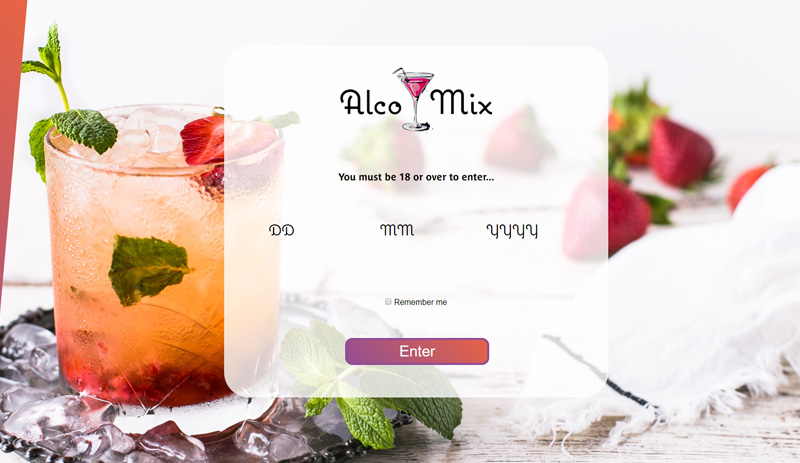 Alco Mix
You must be 18 or over to enter...
DD MM YYYY
Remember me
Enter